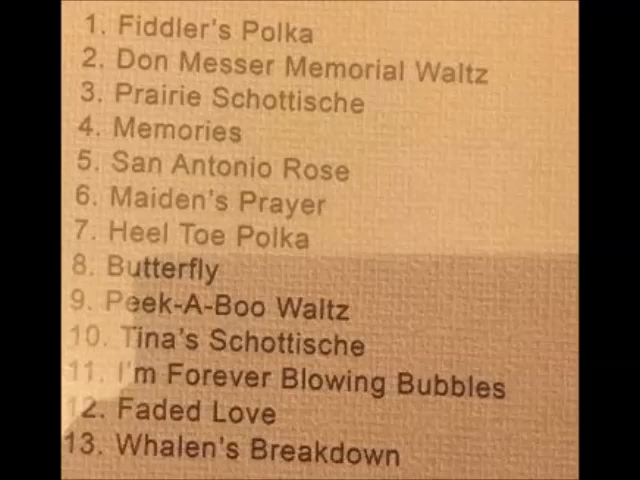 1. Fiddler's Polka
2. Don Messer Memorial Waltz
3. Prairie Schottische
4. Memories
5. San Antonio Rose
6. Maiden's Prayer
7. Heel Toe Polka
8. Butterfly
9. Peek-A-Boo Waltz
10. Tina's Schottische
11. I'm Forever Blowing Bubbles
12. Faded Love
13. Whalen's Breakdown